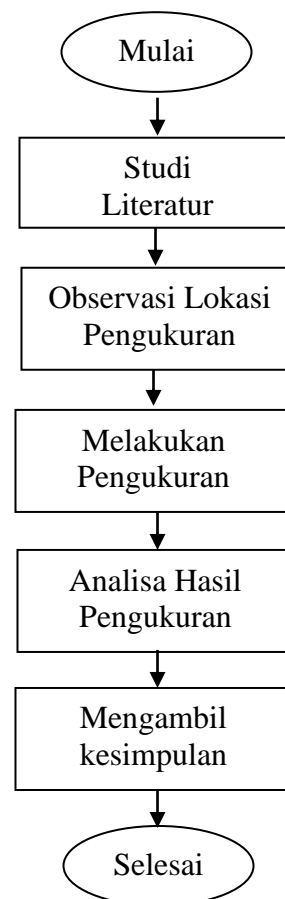 Mulai
Studi
Literatur
Observasi Lokasi
Pengukuran
Melakukan
Pengukuran
Analisa Hasil
Pengukuran
Mengambil
kesimpulan
Selesai